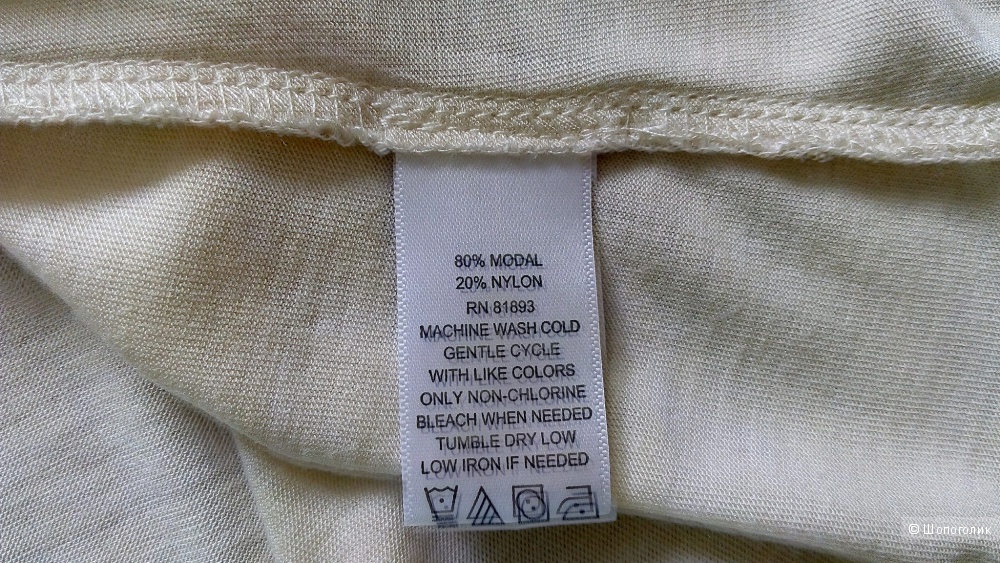 80% MODAL
20% NYLON
RN 81893
MACHINE WASH COLD
GENTLE CYCLE
WITH LIKE COLORS
ONLY NON-CHLORINE
BLEACH WHEN NEEDED
TUMBLE DRY LOW
LOW IRON IF NEEDED
© Шопоголик